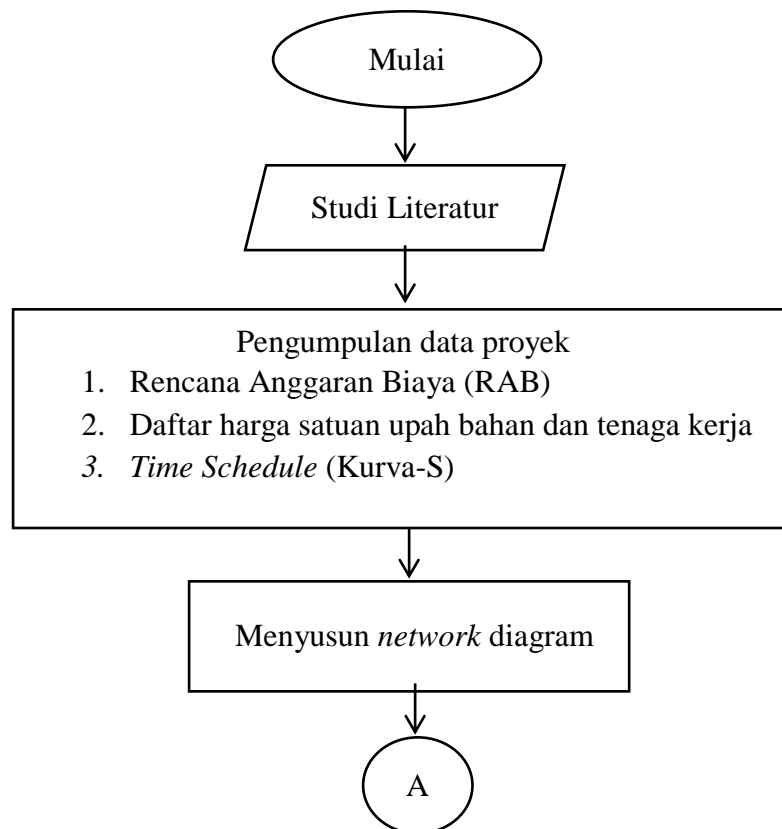 Mulai
Studi Literatur
Pengumpulan data proyek
1. Rencana Anggaran Biaya (RAB)
2. Daftar harga satuan upah bahan dan tenaga kerja
3. Time Schedule (Kurva-S)
Menyusun network diagram
A